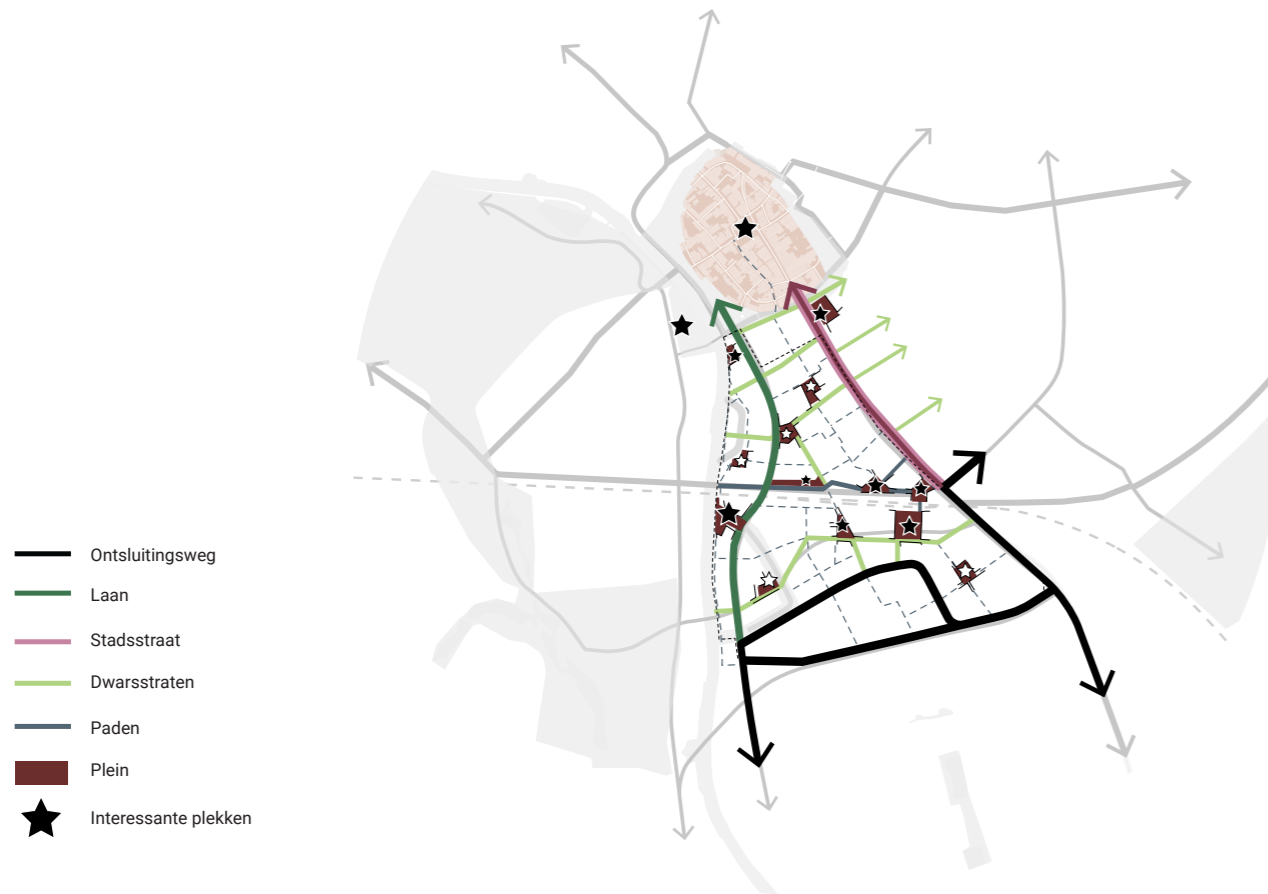 Ontsluitingsweg
Laan
Stadsstraat
Dwarsstraten
Paden
Plein
Interessante plekken